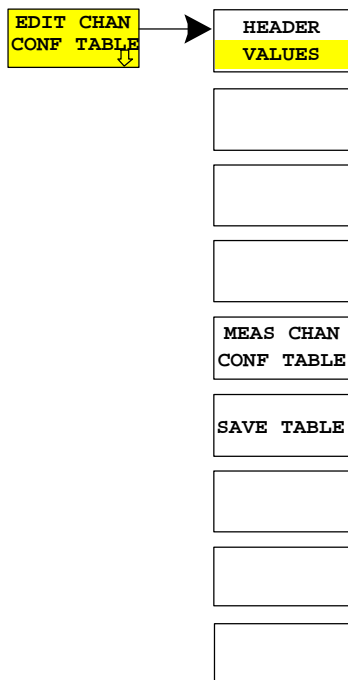 EDIT CHAN
CONF TABLE
HEADER
VALUES
MEAS CHAN
CONF TABLE
SAVE TABLE